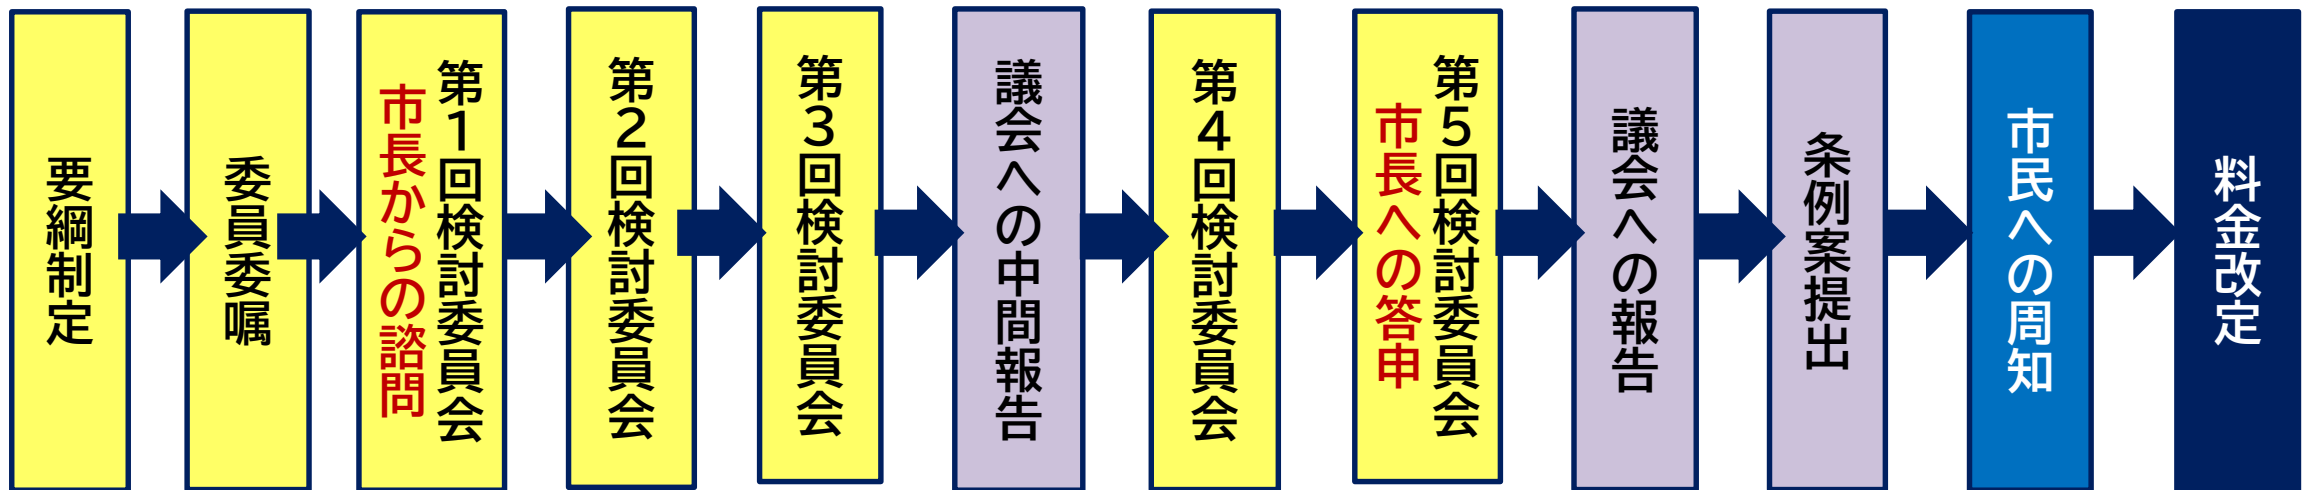 要綱制定
委員委嘱
第1回検討委員会
市長からの諮問
第2回検討委員会
第3回検討委員会
議会への中間報告
第4回検討委員会
第5回検討委員会
市長への答申
議会への報告
条例案提出
市民への周知
料金改定